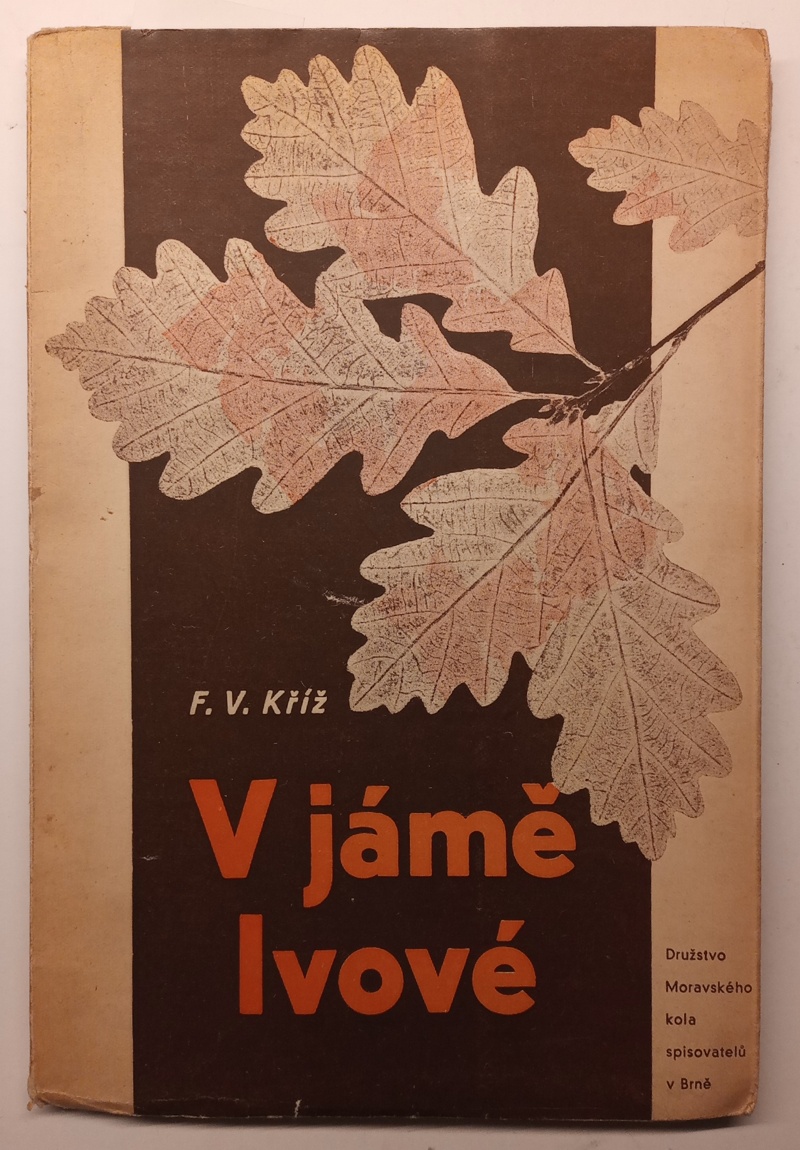 F. V. Kříž
V jámě
lvové
Družstvo
Moravského
kola
spisovatelů
v Brně